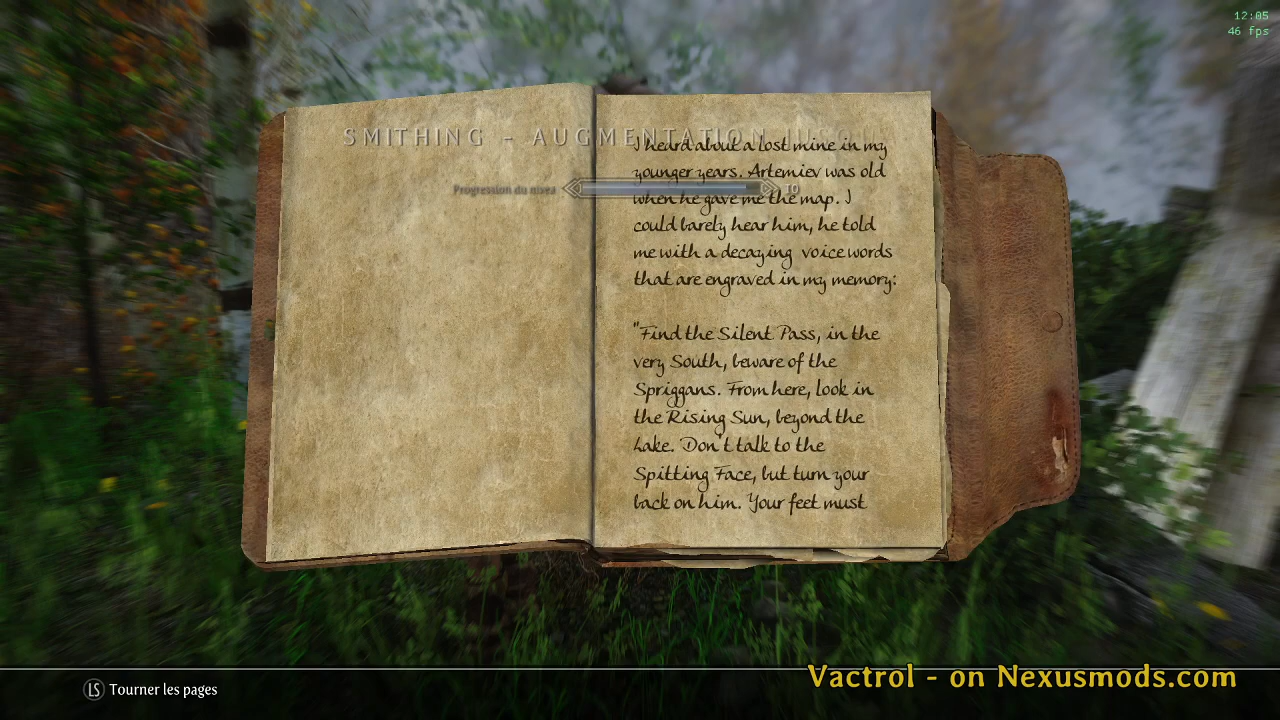 12:05
46 fps
SMITHING - AUGMENTATION JUSQU'
Progression du nivea
10
I heard about a lost mine in my
younger years. Artemiev was old
when he gave me the map. I
could barely hear him, he told
me with a decaying voice words
that are engraved in my memory:
"Find the Silent Pass, in the
very South, beware of the
Spriggans. From here, look in
the Rising Sun, beyond the
Lake. Don't talk to the
Spitting Face, but turn your
back on him. Your feet must
LS Tourner les pages
Vactrol - on Nexusmods.com